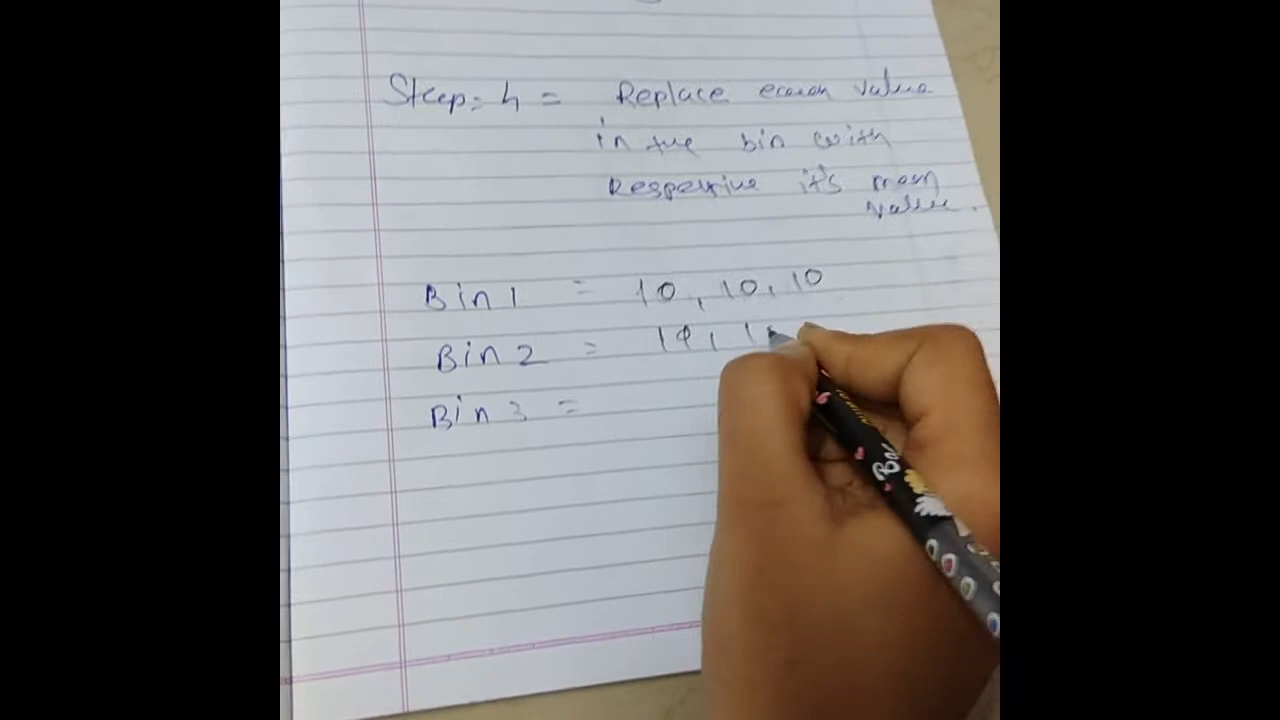 Steep = 4 = Replace each value
in the bin with
Respective it's mean
value.
Bin 1 = 10, 10, 10
Bin 2 = 19, 1
Bin 3 =